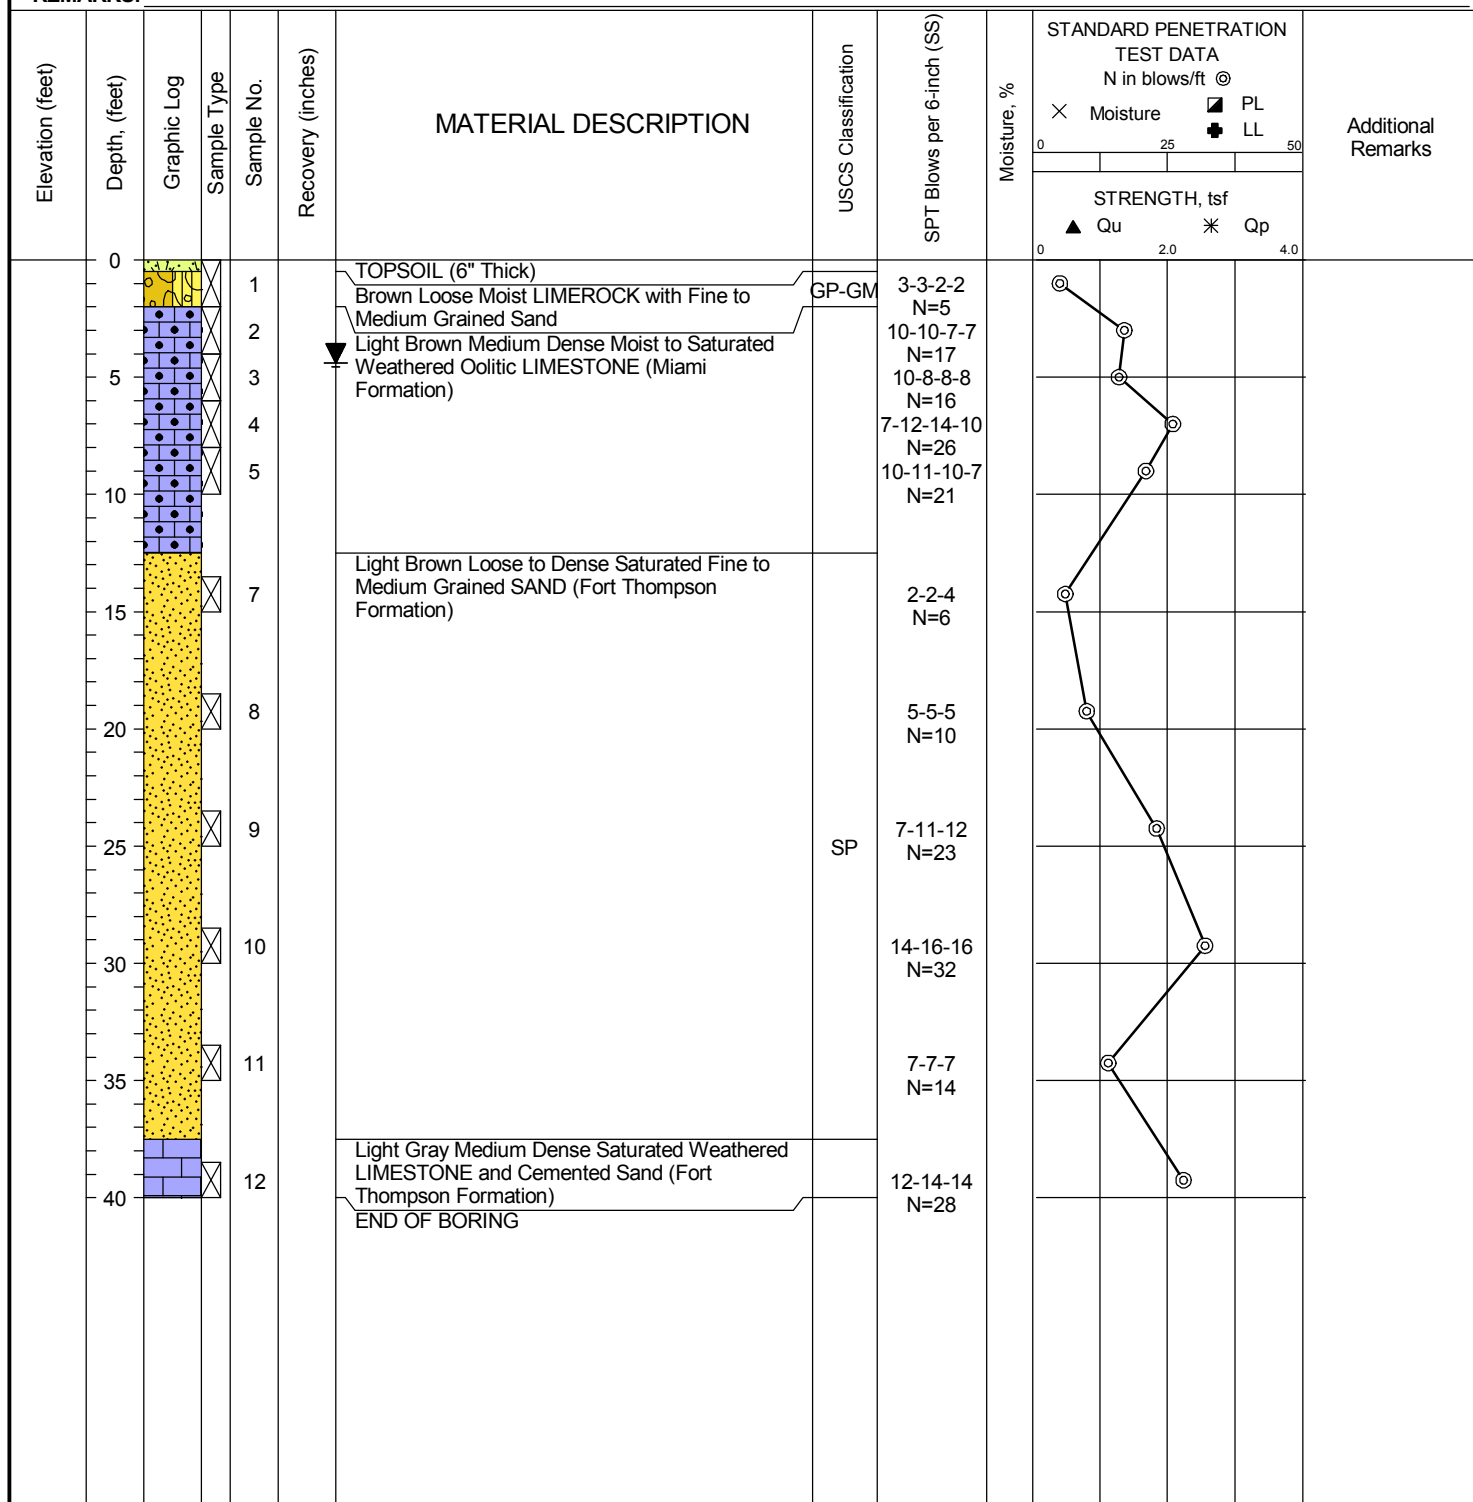 Elevation (feet)
Depth, (feet)
Graphic Log
Sample Type
Sample No.
Recovery (inches)
MATERIAL DESCRIPTION
USCS Classification
SPT Blows per 6-inch (SS)
Moisture, %
STANDARD PENETRATION
TEST DATA
N in blows/ft
Moisture
PL
LL
0 25 50
STRENGTH, tsf
Qu Qp
0 2.0 4.0
Additional
Remarks
0
TOPSOIL (6" Thick)
1
Brown Loose Moist LIMEROCK with Fine to
Medium Grained Sand
GP-GM
3-3-2-2
N=5
2
Light Brown Medium Dense Moist to Saturated
Weathered Oolitic LIMESTONE (Miami
Formation)
10-10-7-7
N=17
5
3
10-8-8-8
N=16
4
7-12-14-10
N=26
5
10-11-10-7
N=21
10
Light Brown Loose to Dense Saturated Fine to
Medium Grained SAND (Fort Thompson
Formation)
7
2-2-4
N=6
15
8
5-5-5
N=10
20
9
7-11-12
N=23
25
SP
10
14-16-16
N=32
30
11
7-7-7
N=14
35
Light Gray Medium Dense Saturated Weathered
LIMESTONE and Cemented Sand (Fort
Thompson Formation)
12
12-14-14
N=28
40
END OF BORING